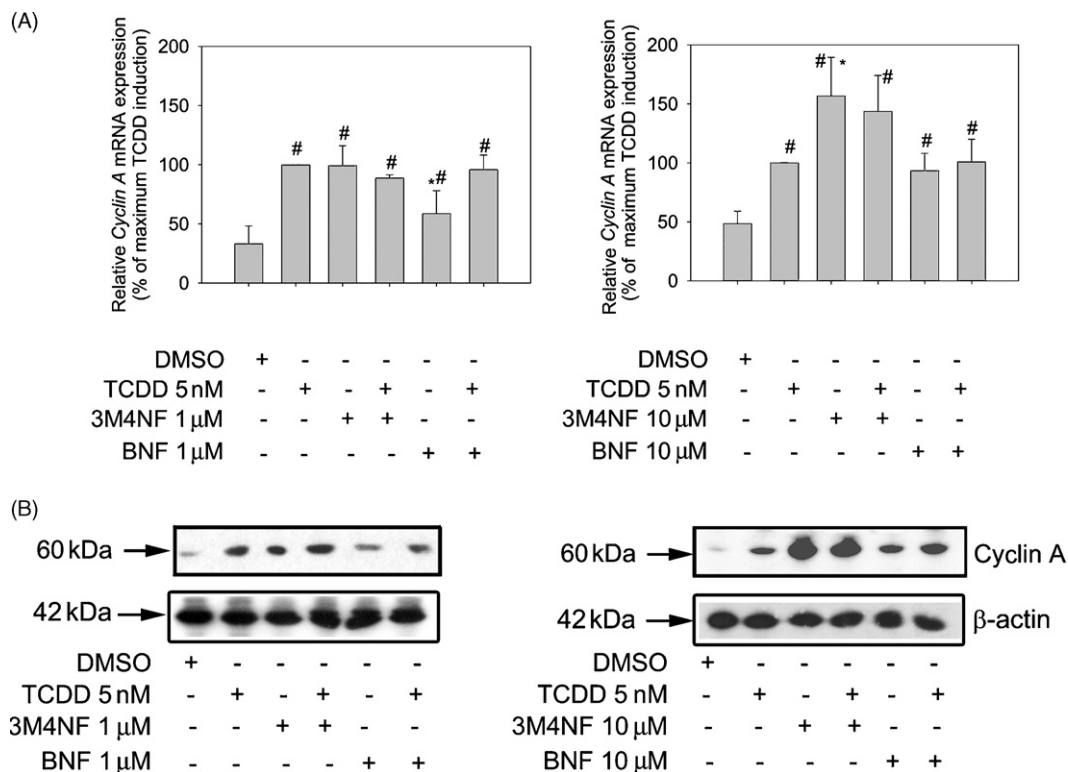 (A)
Relative Cyclin A mRNA expression
(% of maximum TCDD induction)
200
150
100
50
0
# # # *# #
DMSO + - - - - -
TCDD 5 nM - + - + - +
3M4NF 1 μM - - + + - -
BNF 1 μM - - - - + +
Relative Cyclin A mRNA expression
(% of maximum TCDD induction)
200
150
100
50
0
# # * # # #
DMSO + - - - - -
TCDD 5 nM - + - + - +
3M4NF 10 μM - - + + - -
BNF 10 μM - - - - + +
(B)
60 kDa
42 kDa
DMSO + - - - - -
TCDD 5 nM - + - + - +
3M4NF 1 μM - - + + - -
BNF 1 μM - - - - + +
60 kDa Cyclin A
42 kDa β-actin
DMSO + - - - - -
TCDD 5 nM - + - + - +
3M4NF 10 μM - - + + - -
BNF 10 μM - - - - + +